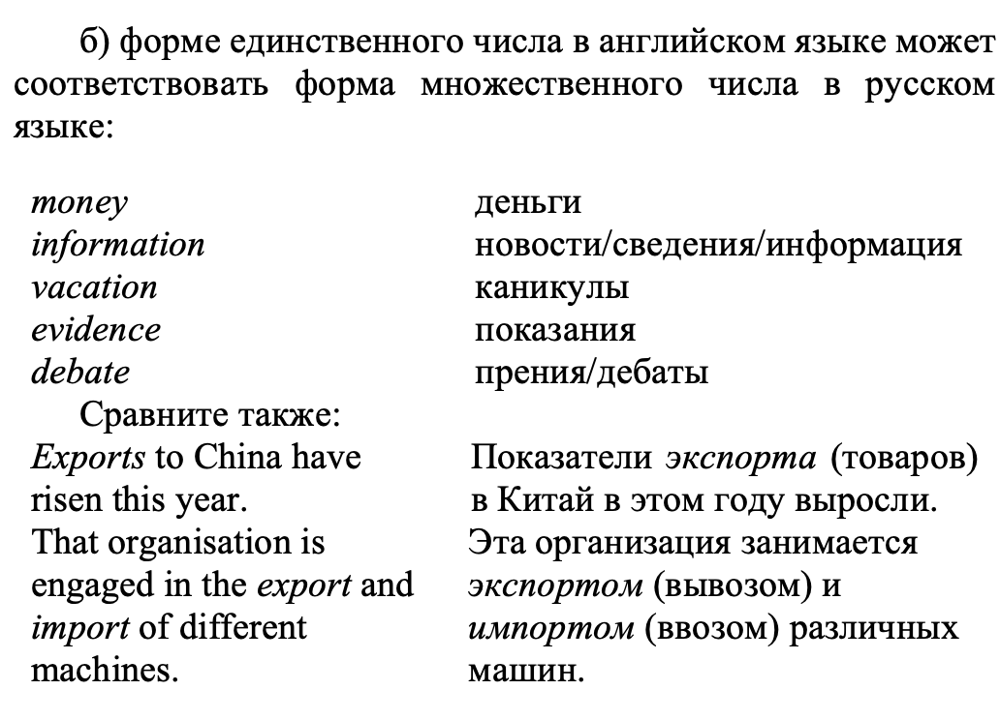 б) форме единственного числа в английском языке может
соответствовать форма множественного числа в русском
языке:
money деньги
information новости/сведения/информация
vacation каникулы
evidence показания
debate прения/дебаты
Сравните также:
Exports to China have Показатели экспорта (товаров)
risen this year. в Китай в этом году выросли.
That organisation is Эта организация занимается
engaged in the export and экспортом (вывозом) и
import of different импортом (ввозом) различных
machines. машин.